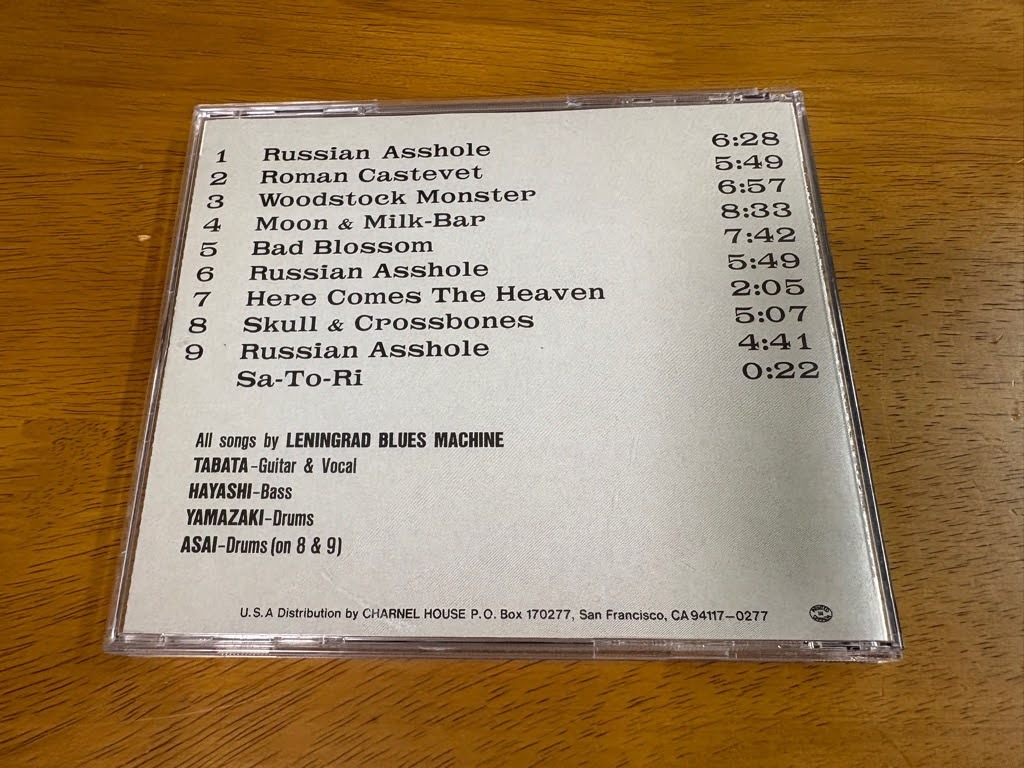 1 Russian Asshole 6:28
2 Roman Castevet 5:49
3 Woodstock Monster 6:57
4 Moon & Milk-Bar 8:33
5 Bad Blossom 7:42
6 Russian Asshole 5:49
7 Here Comes The Heaven 2:05
8 Skull & Crossbones 5:07
9 Russian Asshole 4:41
Sa-To-Ri 0:22
All songs by LENINGRAD BLUES MACHINE
TABATA-Guitar & Vocal
HAYASHI-Bass
YAMAZAKI-Drums
ASAI-Drums (on 8 & 9)
U.S.A Distribution by CHARNEL HOUSE P.O. Box 170277, San Francisco, CA 94117-0277